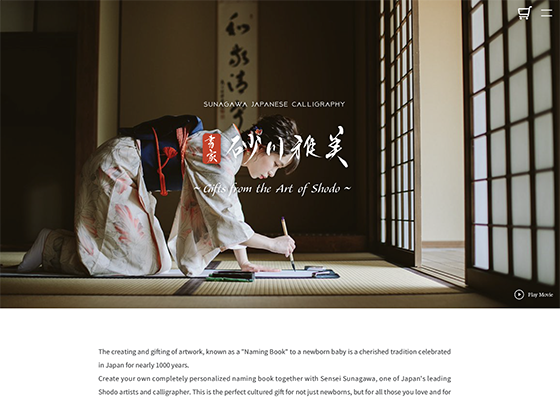 和敬清
SUNAGAWA JAPANESE CALLIGRAPHY
書家 砂川雅美
~ Gifts from the Art of Shodo ~
Play Movie
The creating and gifting of artwork, known as a "Naming Book" to a newborn baby is a cherished tradition celebrated
in Japan for nearly 1000 years.
Create your own completely personalized naming book together with Sensei Sunagawa, one of Japan's leading
Shodo artists and calligrapher. This is the perfect cultured gift for not just newborns, but for all those you love and for